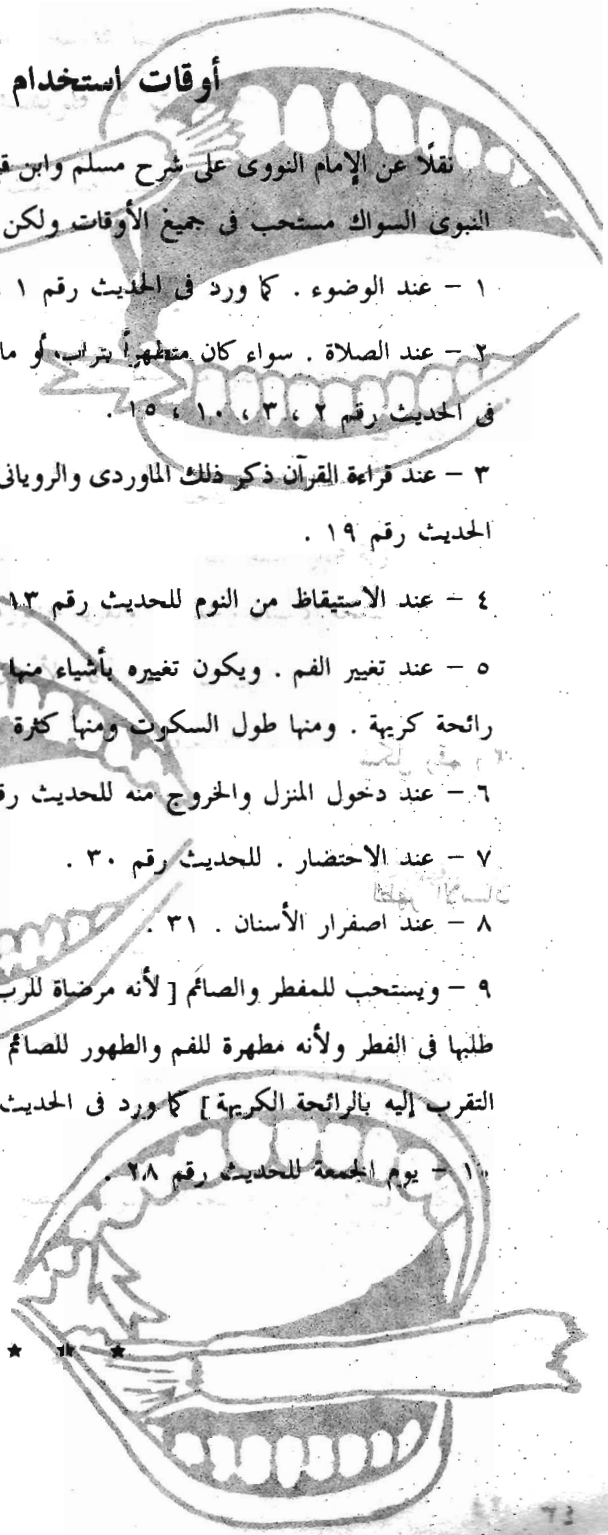 أوقات استخدام
نقلًا عن الإمام النووى على شرح مسلم وابن
النبوى السواك مستحب فى جميع الأوقات ولكن
١ – عند الوضوء . كما ورد فى الحديث رقم ١
٢ – عند الصلاة . سواء كان متطهراً بتراب أو
فى الحديث رقم ٢ ، ٣ ، ١٠ ، ١٥ .
٣ – عند قراءة القرآن ذكر ذلك الماوردى والرويانى
الحديث رقم ١٩ .
٤ – عند الاستيقاظ من النوم للحديث رقم ١٣
٥ – عند تغيير الفم . ويكون تغييره بأشياء منها
رائحة كريهة . ومنها طول السكوت ومنها كثرة
٦ – عند دخول المنزل والخروج منه للحديث
٧ – عند الاحتضار . للحديث رقم ٣٠ .
٨ – عند اصفرار الأسنان . ٣١ .
٩ – ويستحب للمفطر والصائم [ لأنه مرضاة للرب
طلبها فى الفطر ولأنه مطهرة للفم والطهور للصائم
التقرب إليه بالرائحة الكريهة ] كما ورد فى الحديث
١٠ – يوم الجمعة للحديث رقم ٢٨ .
★ ★ ★